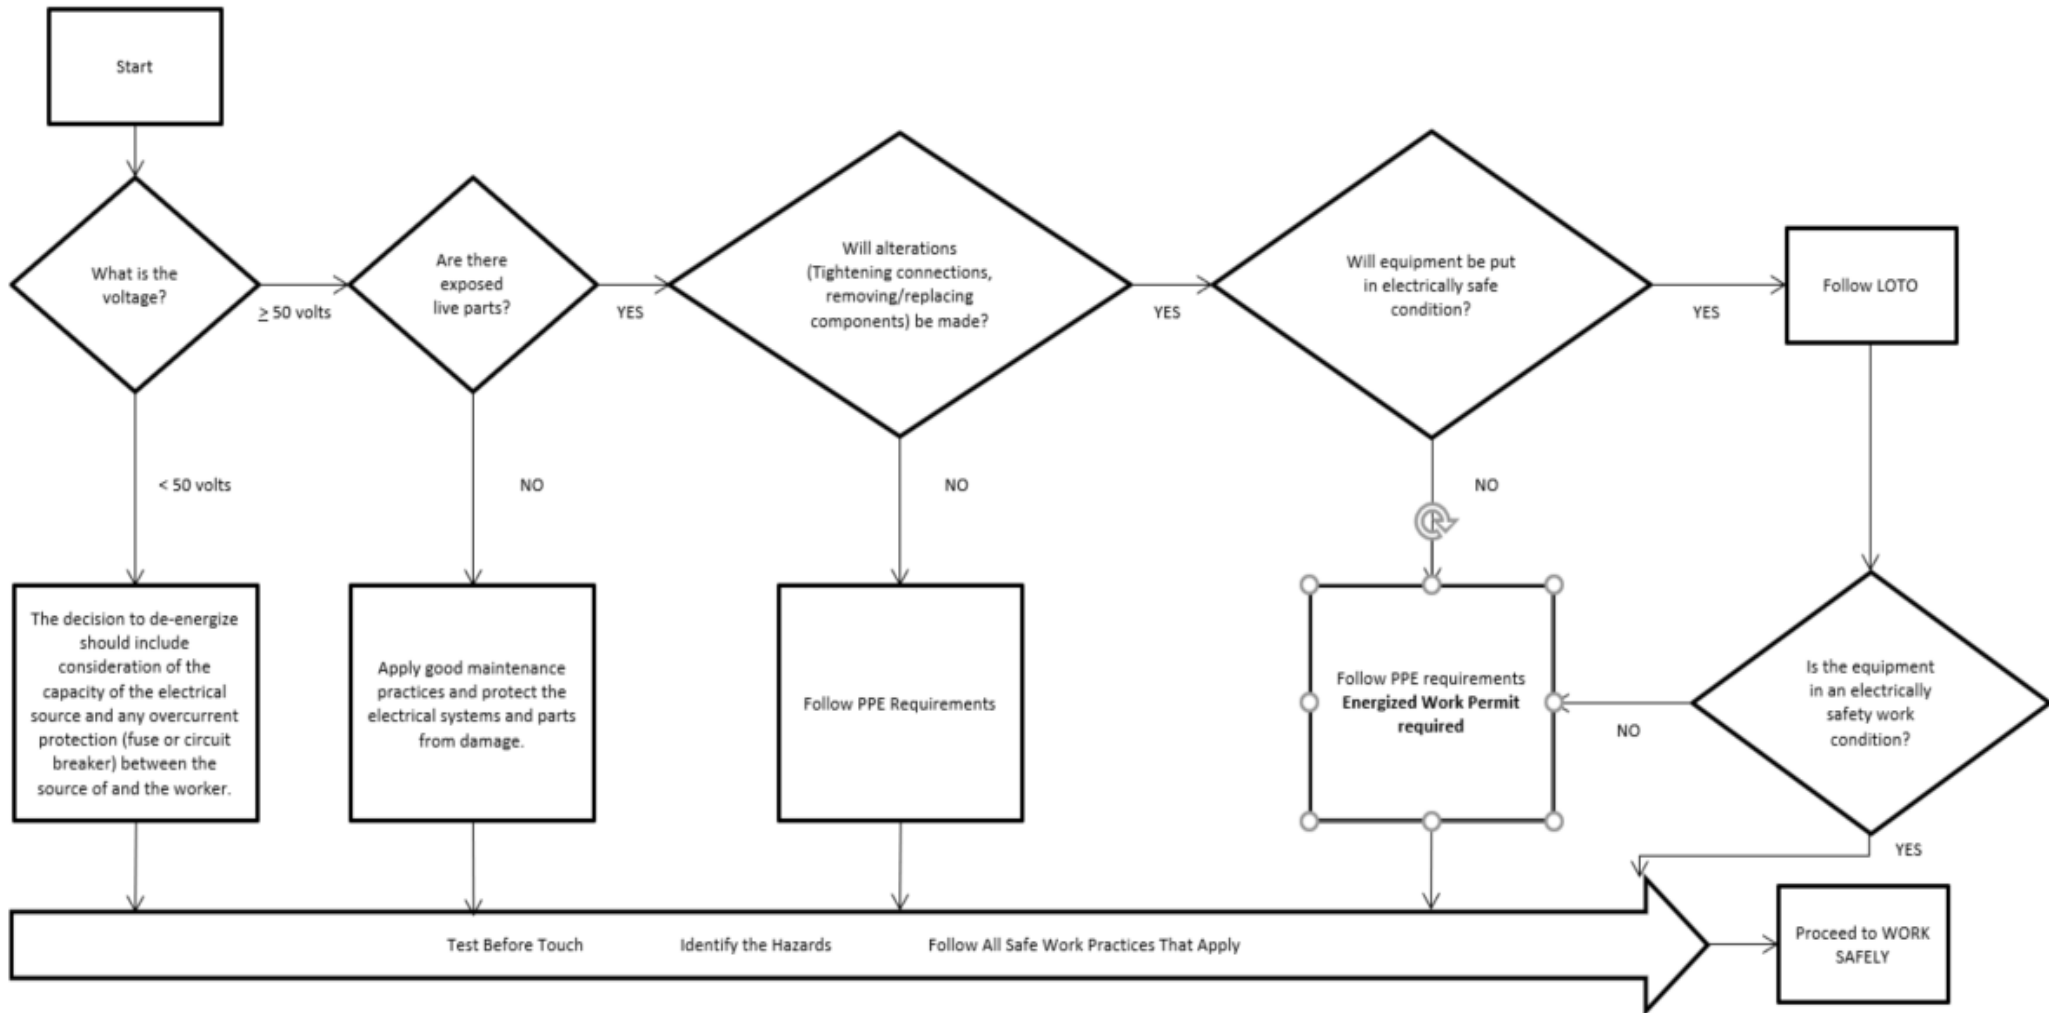 Start
What is the
voltage?
≥ 50 volts
Are there
exposed
live parts?
YES
Will alterations
(Tightening connections,
removing/replacing
components) be made?
YES
Will equipment be put
in electrically safe
condition?
YES
Follow LOTO
< 50 volts
NO
NO
NO
The decision to de-energize
should include
consideration of the
capacity of the electrical
source and any overcurrent
protection (fuse or circuit
breaker) between the
source of and the worker.
Apply good maintenance
practices and protect the
electrical systems and parts
from damage.
Follow PPE Requirements
Follow PPE requirements
Energized Work Permit
required
NO
Is the equipment
in an electrically
safety work
condition?
YES
Test Before Touch
Identify the Hazards
Follow All Safe Work Practices That Apply
Proceed to WORK
SAFELY